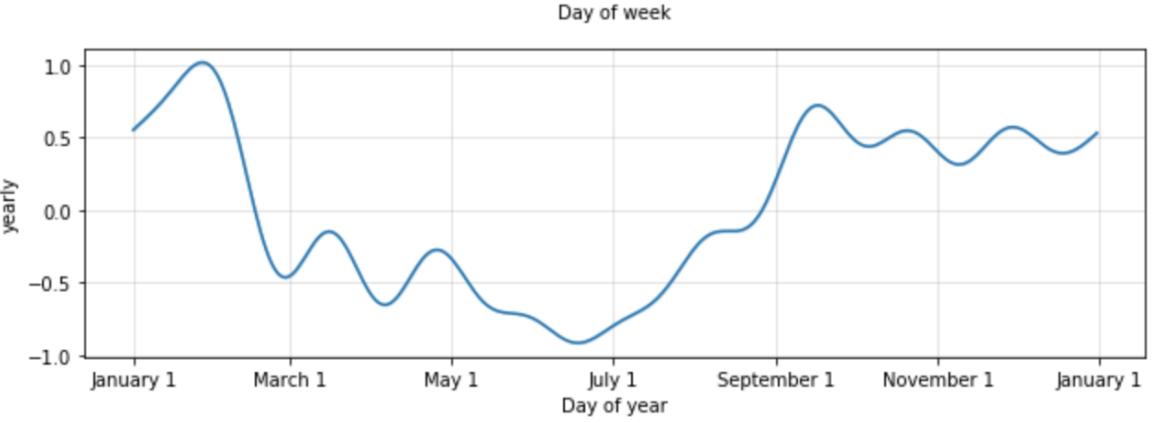 Day of week
1.0
0.5
0.0
−0.5
−1.0
yearly
January 1 March 1 May 1 July 1 September 1 November 1 January 1
Day of year